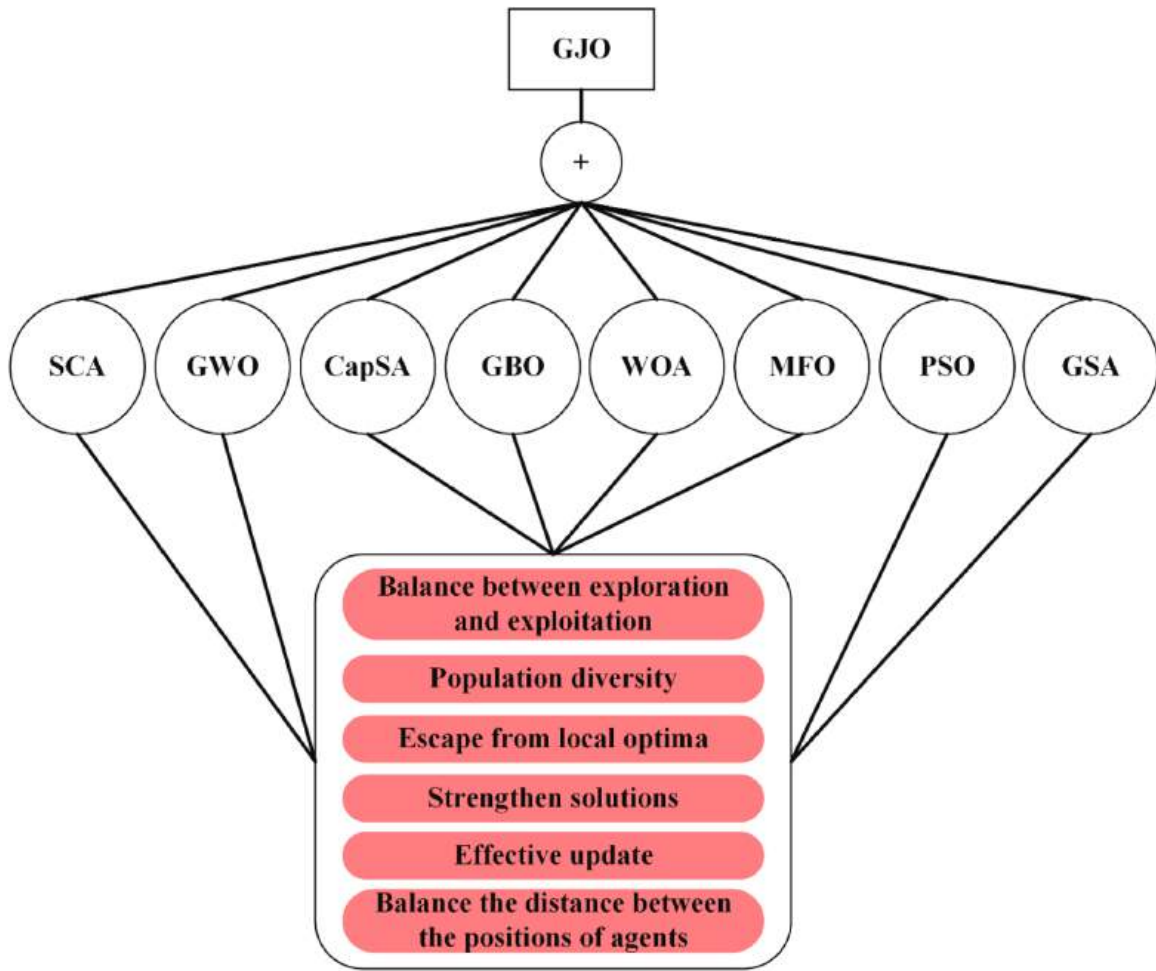 GJO
+
SCA GWO CapSA GBO WOA MFO PSO GSA
Balance between exploration
and exploitation
Population diversity
Escape from local optima
Strengthen solutions
Effective update
Balance the distance between
the positions of agents